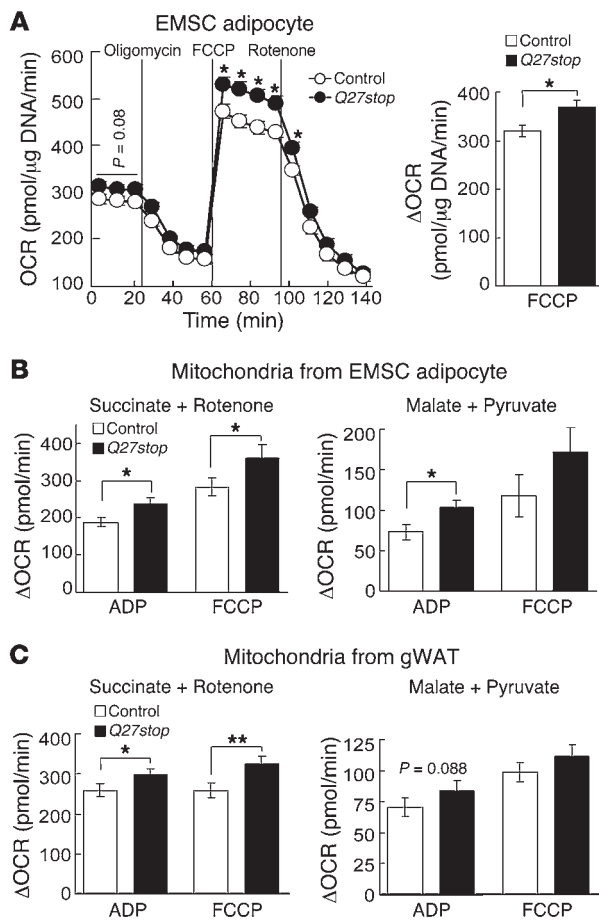 A
EMSC adipocyte
Oligomycin FCCP Rotenone
Control
Q27stop
P = 0.08
* * * *
*
OCR (pmol/μg DNA/min)
600
500
400
300
200
100
0 20 40 60 80 100 120 140
Time (min)
Control
Q27stop
*
ΔOCR
(pmol/μg DNA/min)
400
300
200
100
0
FCCP
B
Mitochondria from EMSC adipocyte
Succinate + Rotenone
Control
Q27stop
* *
ΔOCR (pmol/min)
400
300
200
100
0
ADP FCCP
Malate + Pyruvate
*
ΔOCR (pmol/min)
200
150
100
50
0
ADP FCCP
C
Mitochondria from gWAT
Succinate + Rotenone
Control
Q27stop
* **
ΔOCR (pmol/min)
400
300
200
100
0
ADP FCCP
Malate + Pyruvate
P = 0.088
ΔOCR (pmol/min)
125
100
75
50
25
0
ADP FCCP